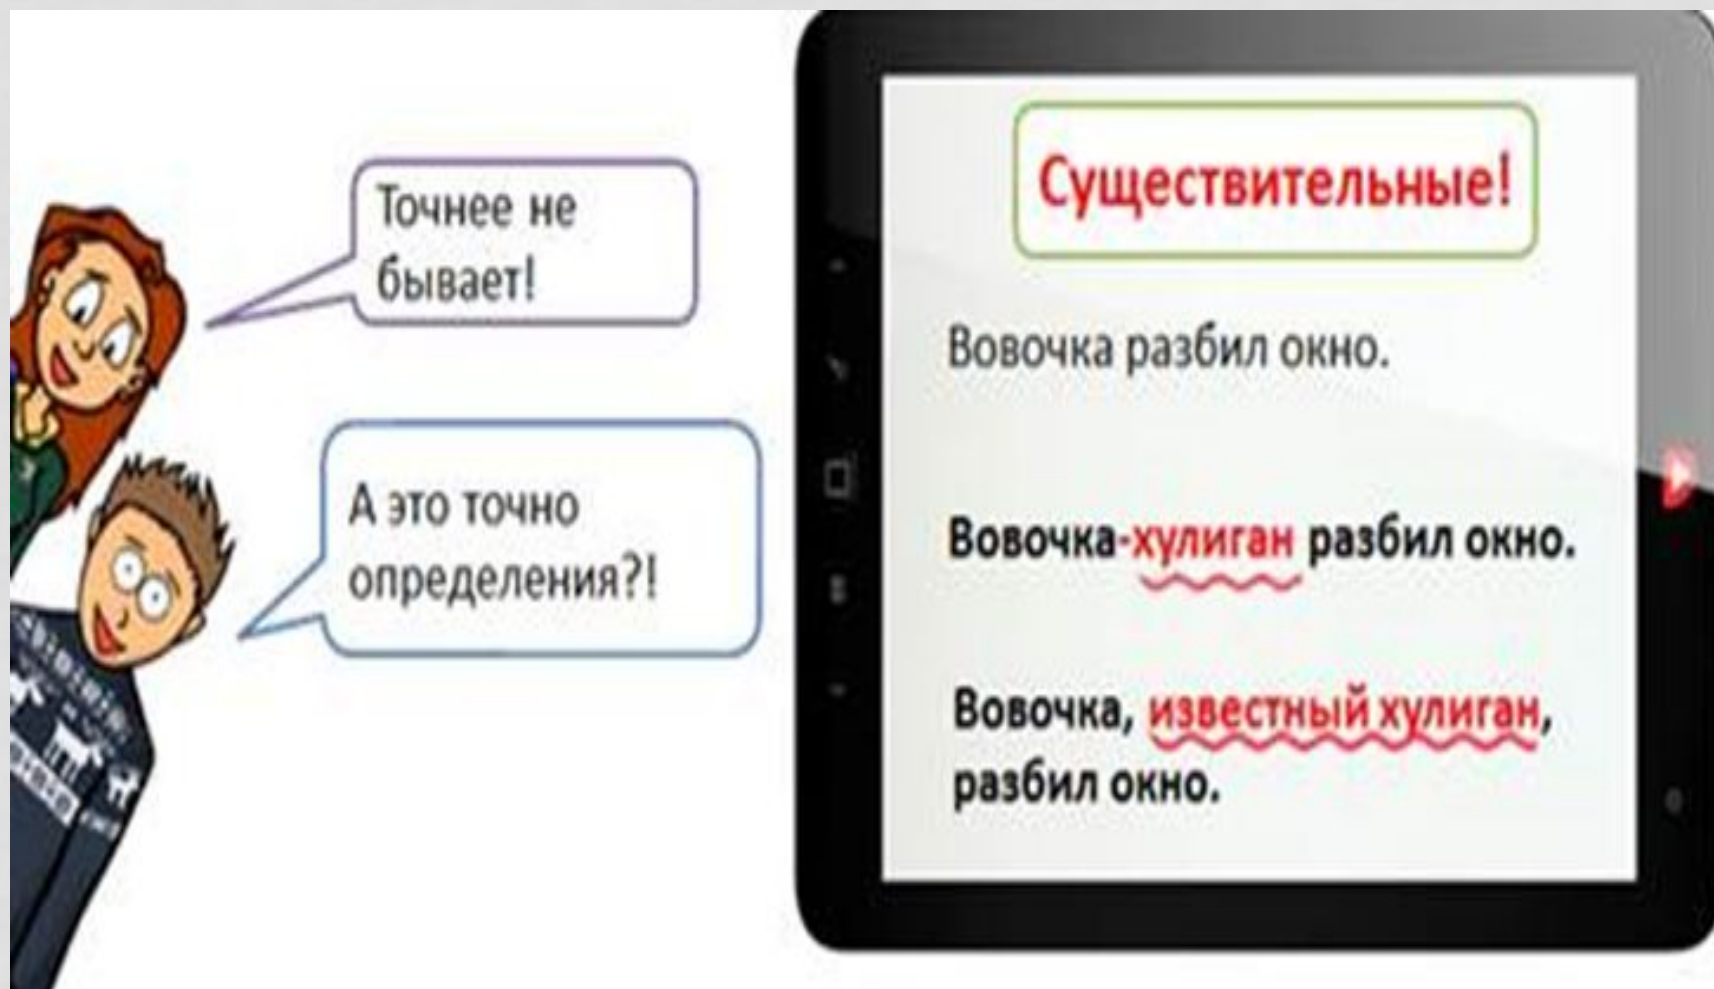 Точнее не
бывает!
А это точно
определения?!
Существительные!
Вовочка разбил окно.
Вовочка-хулиган разбил окно.
Вовочка, известный хулиган,
разбил окно.